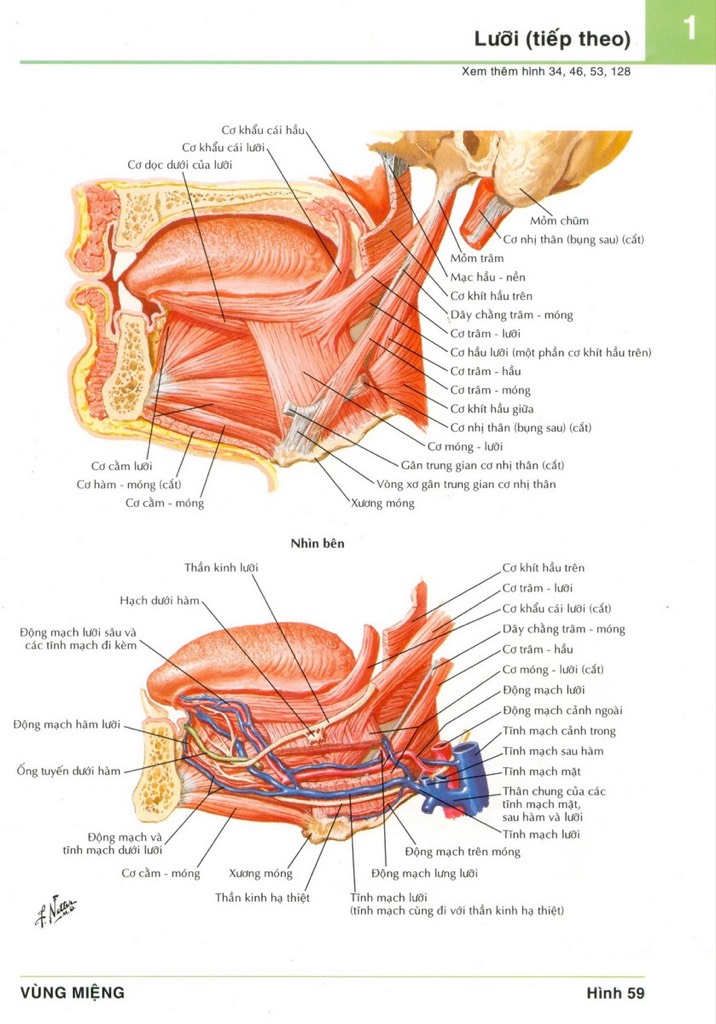 1
Lưỡi (tiếp theo)
Xem thêm hình 34, 46, 53, 128
Cơ khẩu cái hầu
Cơ khẩu cái lưỡi
Cơ dọc dưới của lưỡi
Mỏm chũm
Cơ nhị thân (bụng sau) (cắt)
Mỏm trâm
Mạc hầu - nền
Cơ khít hầu trên
Dây chằng trâm - móng
Cơ trâm - lưỡi
Cơ hầu lưỡi (một phần cơ khít hầu trên)
Cơ trâm - hầu
Cơ trâm - móng
Cơ khít hầu giữa
Cơ nhị thân (bụng sau) (cắt)
Cơ móng - lưỡi
Gân trung gian cơ nhị thân (cắt)
Vòng xơ gân trung gian cơ nhị thân
Xương móng
Cơ cằm lưỡi
Cơ hàm - móng (cắt)
Cơ cằm - móng
Nhìn bên
Thần kinh lưỡi
Hạch dưới hàm
Động mạch lưỡi sâu và
các tĩnh mạch đi kèm
Động mạch hãm lưỡi
Ống tuyến dưới hàm
Động mạch và
tĩnh mạch dưới lưỡi
Cơ cằm - móng
Xương móng
Thần kinh hạ thiệt
Cơ khít hầu trên
Cơ trâm - lưỡi
Cơ khẩu cái lưỡi (cắt)
Dây chằng trâm - móng
Cơ trâm - hầu
Cơ móng - lưỡi (cắt)
Động mạch lưỡi
Động mạch cảnh ngoài
Tĩnh mạch cảnh trong
Tĩnh mạch sau hàm
Tĩnh mạch mặt
Thân chung của các
tĩnh mạch mặt,
sau hàm và lưỡi
Tĩnh mạch lưỡi
Động mạch trên móng
Động mạch lưng lưỡi
Tĩnh mạch lưỡi
(tĩnh mạch cùng đi với thần kinh hạ thiệt)
F. Netter
M.D.
VÙNG MIỆNG
Hình 59